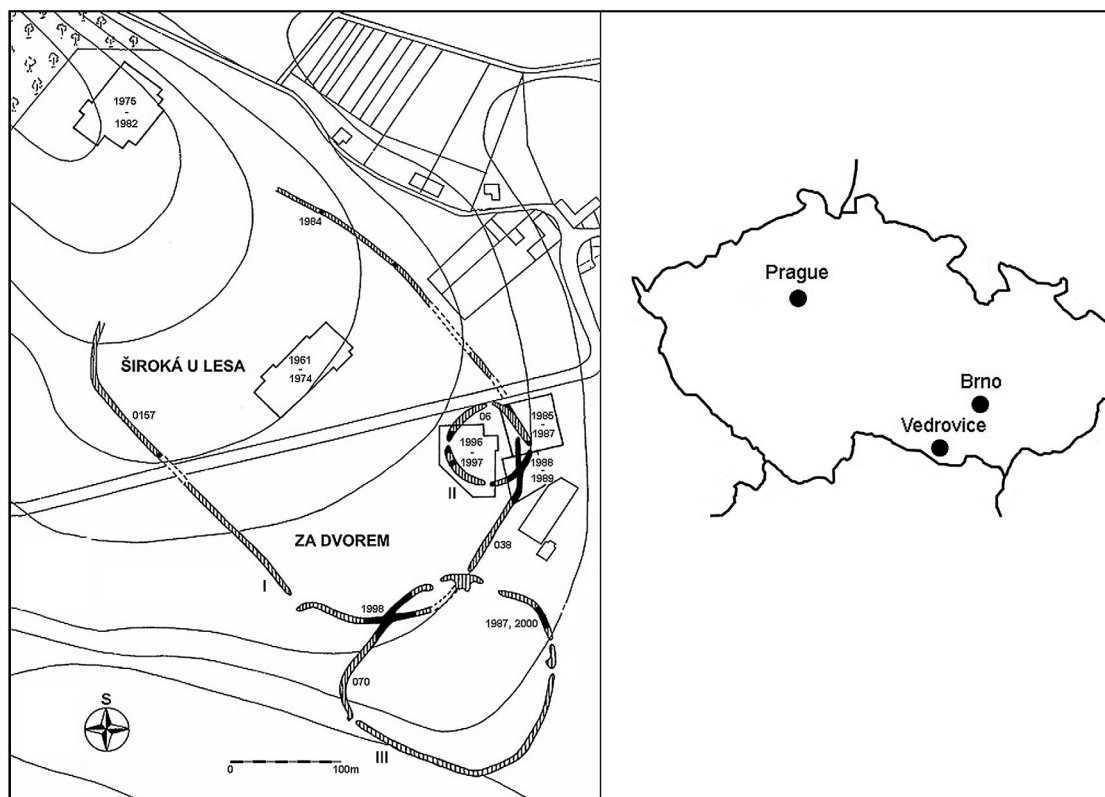 1975
-
1982
1984
ŠIROKÁ U LESA
1961
-
1974
0157
06
1985
-
1987
1996
-
1997
1988
-
1989
II
ZA DVOREM
038
I
1998
1987, 2000
070
S
III
0
100m
Prague
Brno
Vedrovice